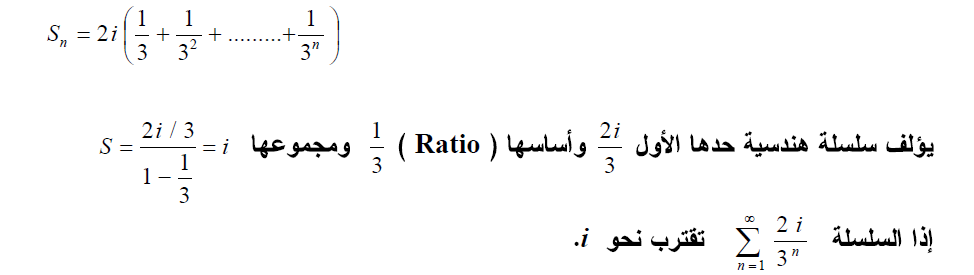 S_n = 2i ( 1/3 + 1/3^2 + .........+ 1/3^n )
يؤلف سلسلة هندسية حدها الأول 2i/3 وأساسها ( Ratio ) 1/3 ومجموعها S = (2i / 3)/(1 − 1/3) = i
إذا السلسلة ∑_{n=1}^{∞} 2 i/3^n تقترب نحو i.